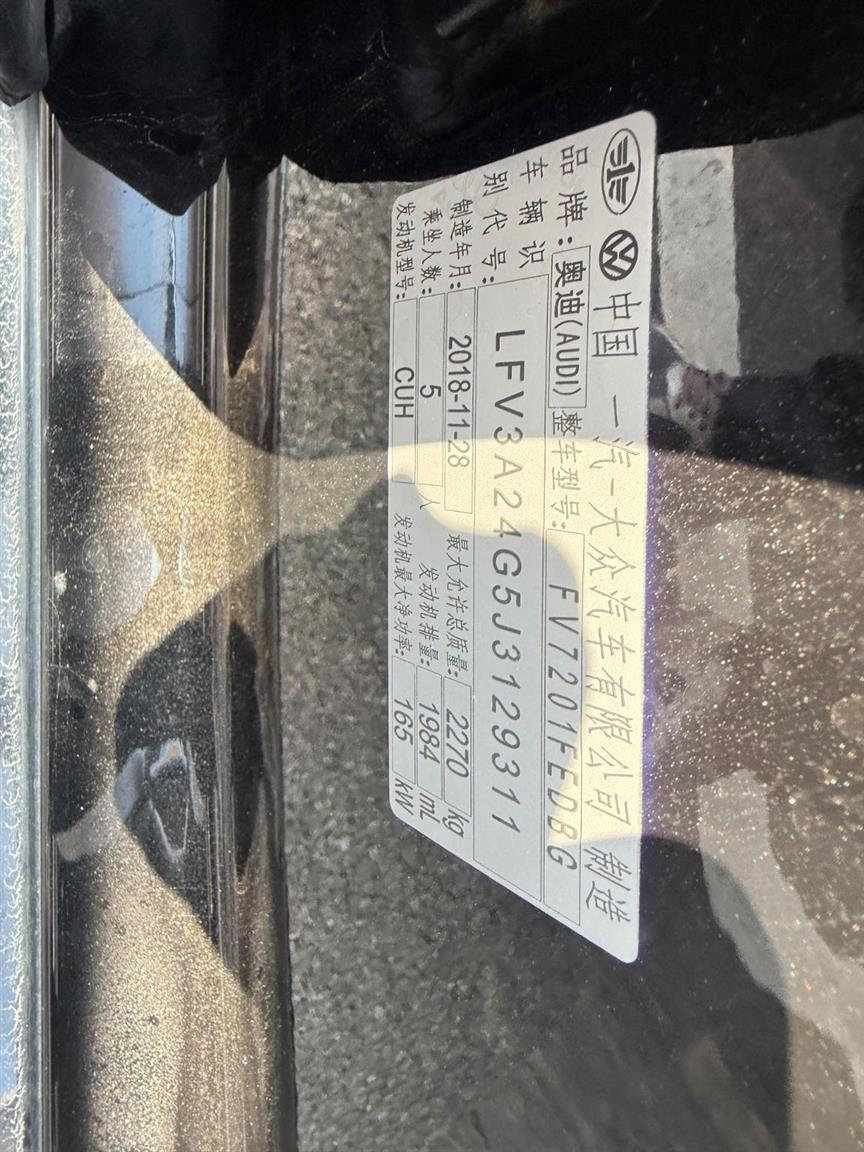 中国 一汽-大众汽车有限公司 制造
品牌:奥迪(AUDI) 整车型号:FV7201FEDBG
车辆识别代号:LFV3A24G5J3129311
制造年月:2018-11-28 最大允许总质量:2270 kg
乘坐人数:5 人 发动机排量:1984 mL
发动机型号:CUH 发动机最大净功率:165 kW